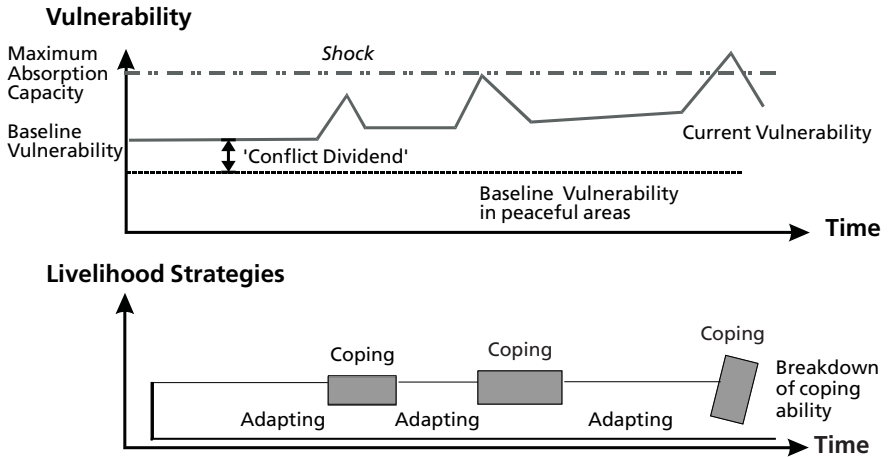 Vulnerability
Maximum
Absorption
Capacity
Shock
Baseline
Vulnerability
Current Vulnerability
'Conflict Dividend'
Baseline Vulnerability
in peaceful areas
Time
Livelihood Strategies
Coping
Coping
Coping
Breakdown
of coping
ability
Adapting
Adapting
Adapting
Time